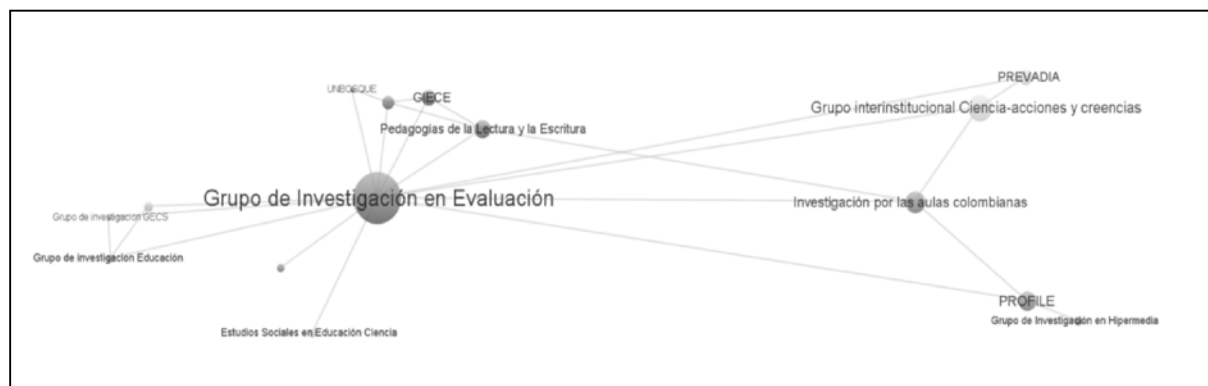 PREVADIA
UNBOSQUE
GIECE
Grupo interinstitucional Ciencia-acciones y creencias
Pedagogías de la Lectura y la Escritura
Grupo de Investigación en Evaluación
Investigación por las aulas colombianas
Grupo de investigación GECS
Grupo de investigación Educación
PROFILE
Grupo de Investigación en Hipermedia
Estudios Sociales en Educación Ciencia